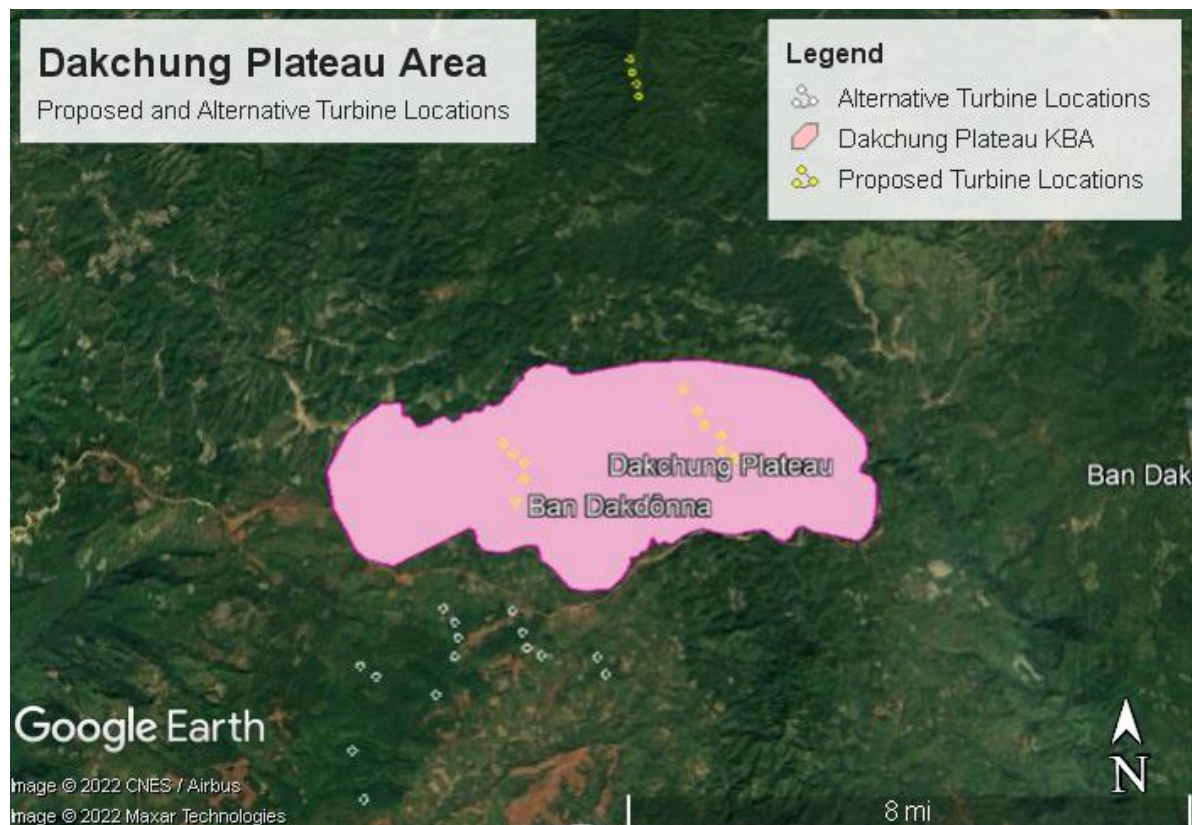 Dakchung Plateau Area
Proposed and Alternative Turbine Locations
Legend
Alternative Turbine Locations
Dakchung Plateau KBA
Proposed Turbine Locations
Dakchung Plateau
Ban Dak
Ban Dakdônna
Google Earth
N
Image © 2022 CNES / Airbus
Image © 2022 Maxar Technologies
8 mi